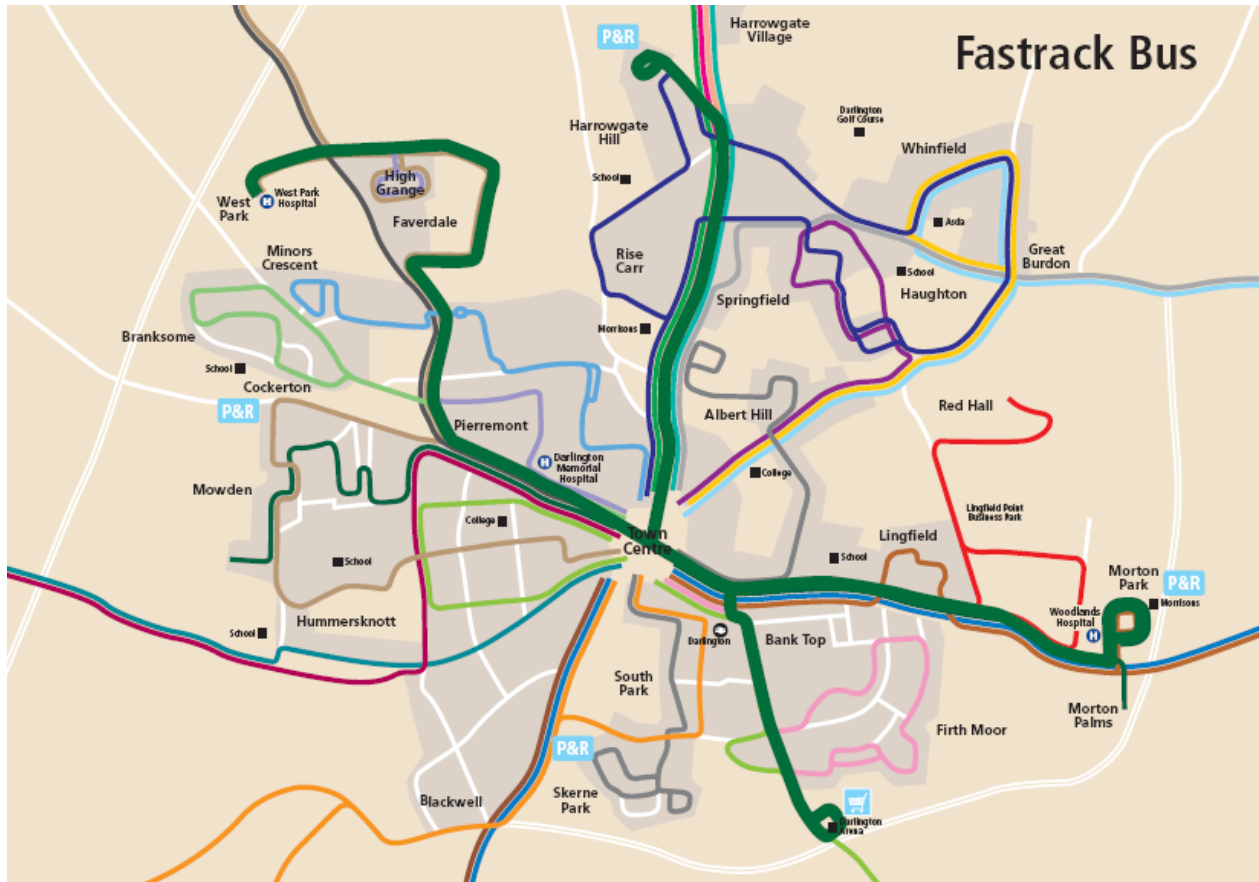 Fastrack Bus
Harrowgate
Village
P&R
Darlington
Golf Course
Harrowgate
Hill
Whinfield
School
High
Grange
West
Park
H
West Park
Hospital
Faverdale
Asda
Minors
Crescent
Rise
Carr
Great
Burdon
School
Haughton
Springfield
Branksome
Morrisons
School
Cockerton
P&R
Albert Hill
Red Hall
Pierremont
H
Darlington
Memorial
Hospital
College
Mowden
College
Lingfield Point
Business Park
Town
Centre
School
Lingfield
School
Morton
Park
P&R
Morrisons
Woodlands
Hospital
H
Hummersknott
School
Darlington
Bank Top
South
Park
Morton
Palms
Firth Moor
P&R
Skerne
Park
Blackwell
Darlington
Arena